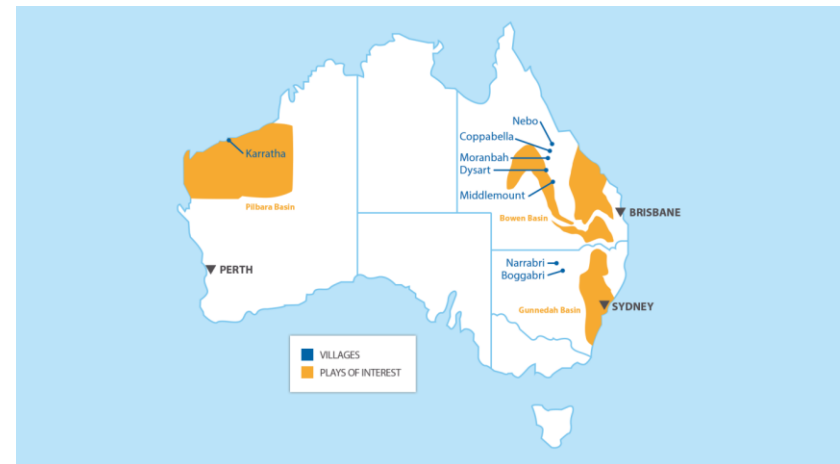 Nebo
Coppabella
Karratha
Moranbah
Dysart
Middlemount
Pilbara Basin
Bowen Basin
BRISBANE
Narrabri
PERTH
Boggabri
Gunnedah Basin
SYDNEY
VILLAGES
PLAYS OF INTEREST